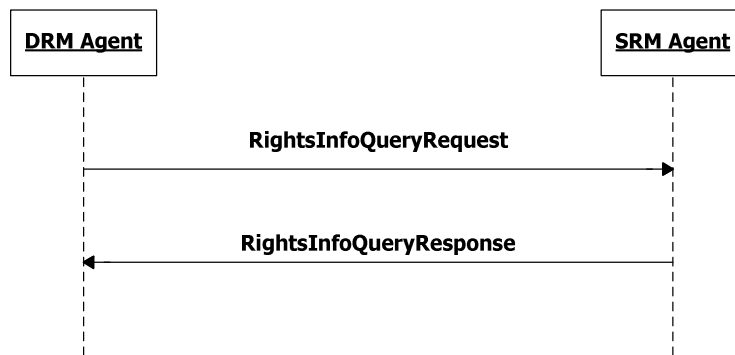 DRM Agent
SRM Agent
RightsInfoQueryRequest
RightsInfoQueryResponse